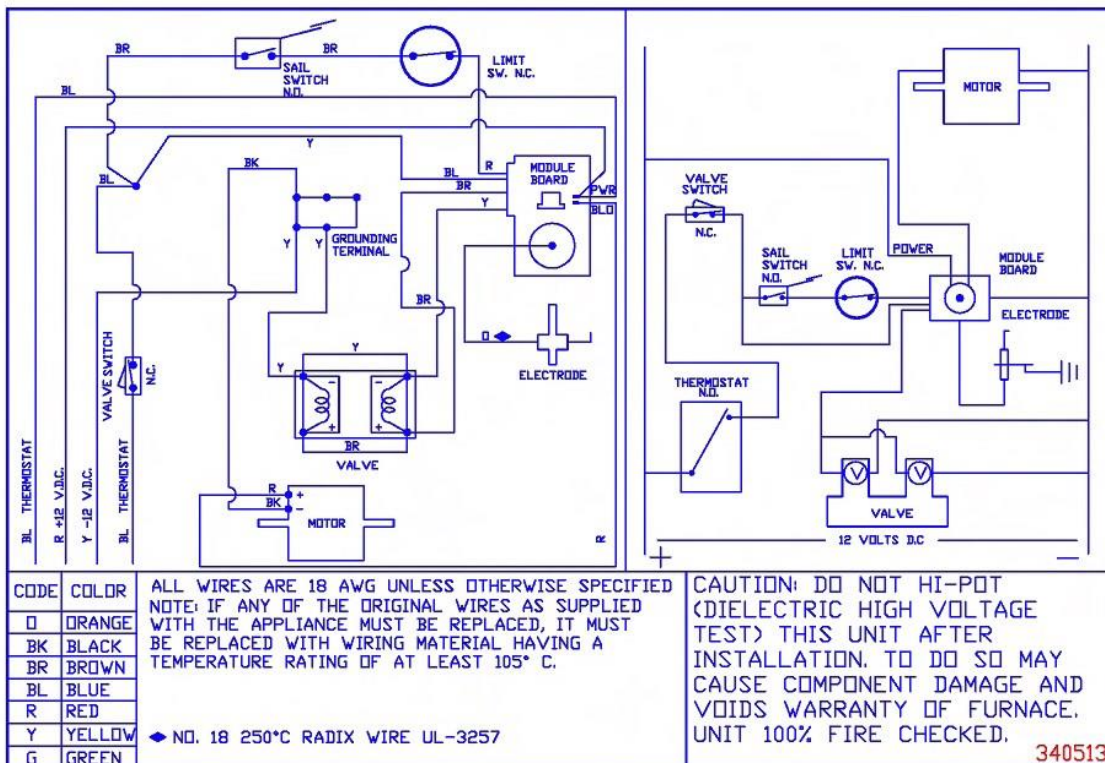 BR
BR
SAIL
SWITCH
N.O.
LIMIT
SW. N.C.
BL
Y
BK
BL
R
BL
BR
Y
MODULE
BOARD
PWR
BLO
Y
Y
GROUNDING
TERMINAL
BR
O
ELECTRODE
VALVE SWITCH
N.C.
Y
Y
Y
-
-
+
+
BR
VALVE
R
+
BK
-
MOTOR
R
BL THERMOSTAT
R +12 V.D.C.
Y -12 V.D.C.
BL THERMOSTAT
MOTOR
VALVE
SWITCH
N.C.
SAIL
SWITCH
N.O.
LIMIT
SW. N.C.
POWER
MODULE
BOARD
ELECTRODE
THERMOSTAT
N.O.
V
V
VALVE
12 VOLTS D.C
+
-
CODE COLOR
O ORANGE
BK BLACK
BR BROWN
BL BLUE
R RED
Y YELLOW
G GREEN
ALL WIRES ARE 18 AWG UNLESS OTHERWISE SPECIFIED
NOTE: IF ANY OF THE ORIGINAL WIRES AS SUPPLIED
WITH THE APPLIANCE MUST BE REPLACED, IT MUST
BE REPLACED WITH WIRING MATERIAL HAVING A
TEMPERATURE RATING OF AT LEAST 105° C.
◆ NO. 18 250°C RADIX WIRE UL-3257
CAUTION: DO NOT HI-POT
(DIELECTRIC HIGH VOLTAGE
TEST) THIS UNIT AFTER
INSTALLATION. TO DO SO MAY
CAUSE COMPONENT DAMAGE AND
VOIDS WARRANTY OF FURNACE.
UNIT 100% FIRE CHECKED.
340513